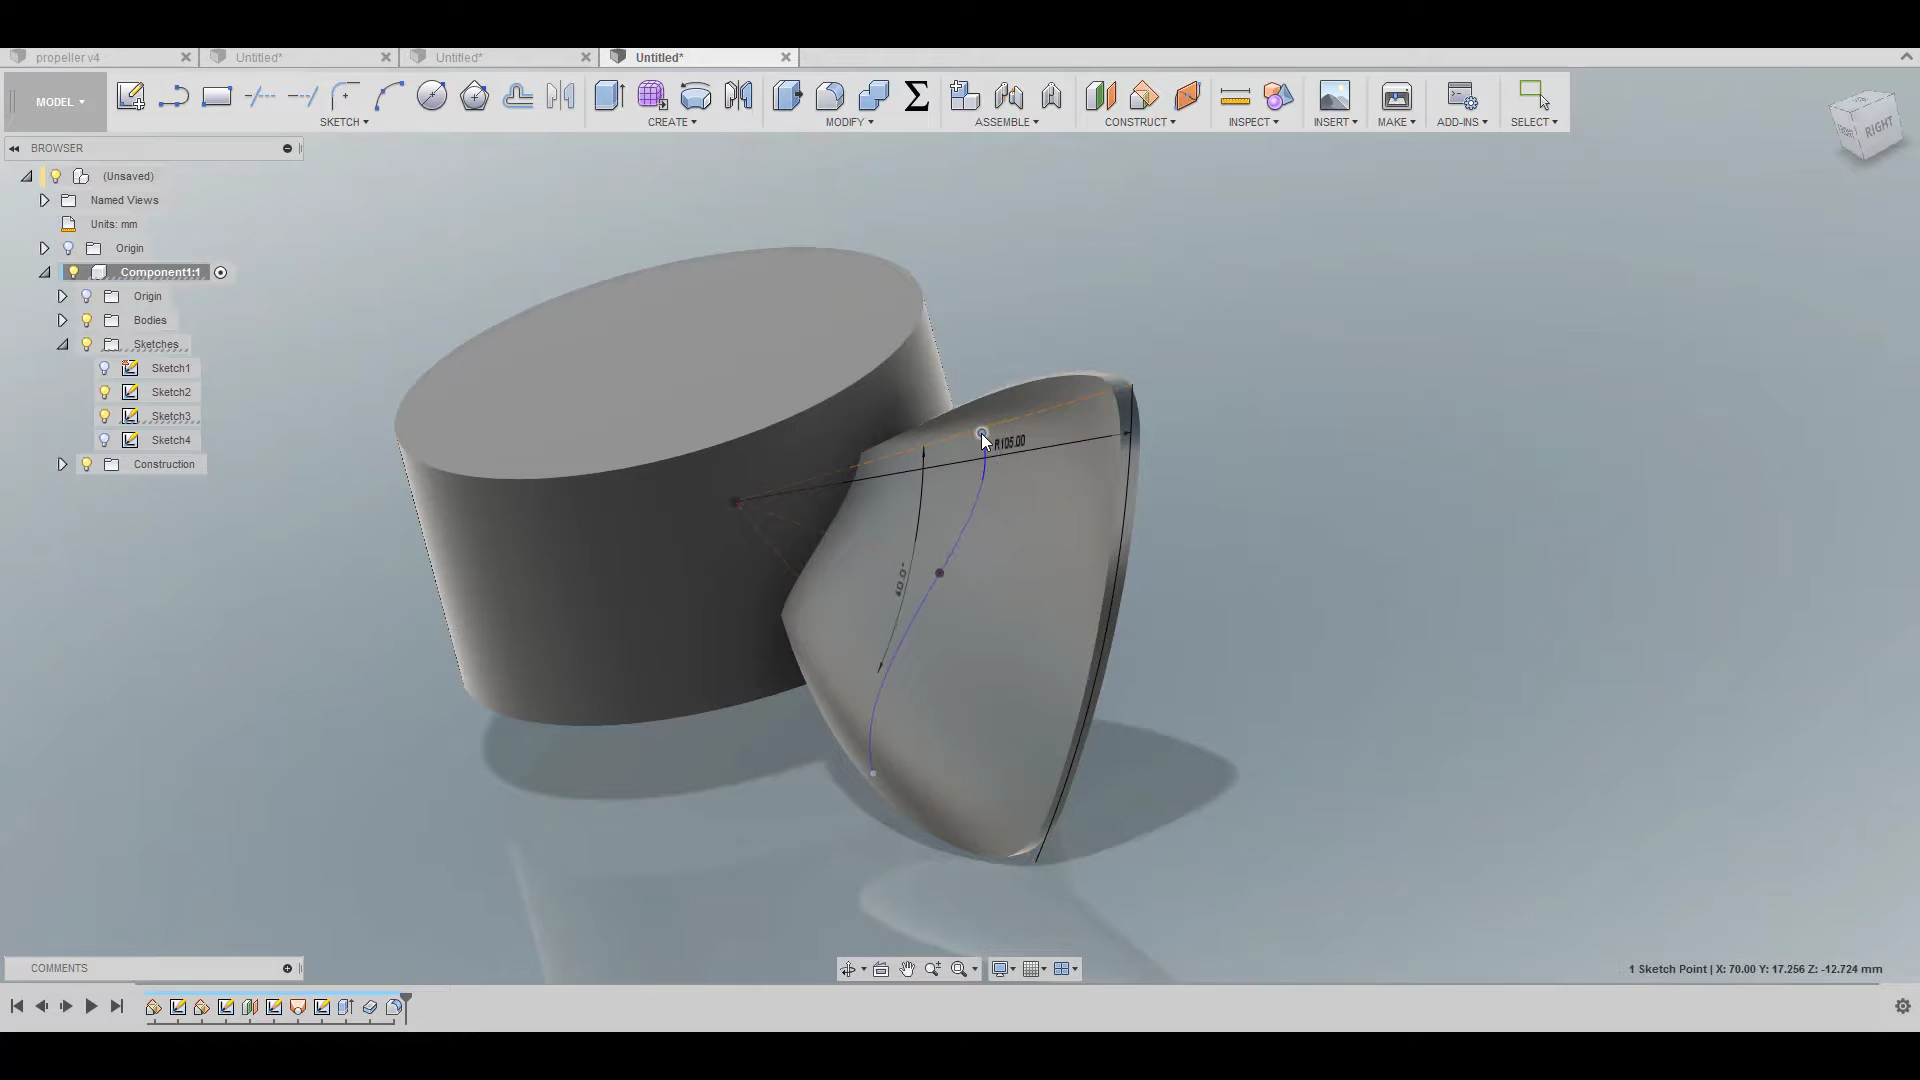 propeller v4
Untitled*
Untitled*
Untitled*
MODEL
SKETCH
CREATE
MODIFY
ASSEMBLE
CONSTRUCT
INSPECT
INSERT
MAKE
ADD-INS
SELECT
RIGHT
BROWSER
(Unsaved)
Named Views
Units: mm
Origin
Component1:1
Origin
Bodies
Sketches
Sketch1
Sketch2
Sketch3
Sketch4
Construction
R105.00
40.0°
COMMENTS
1 Sketch Point | X: 70.00 Y: 17.256 Z: -12.724 mm